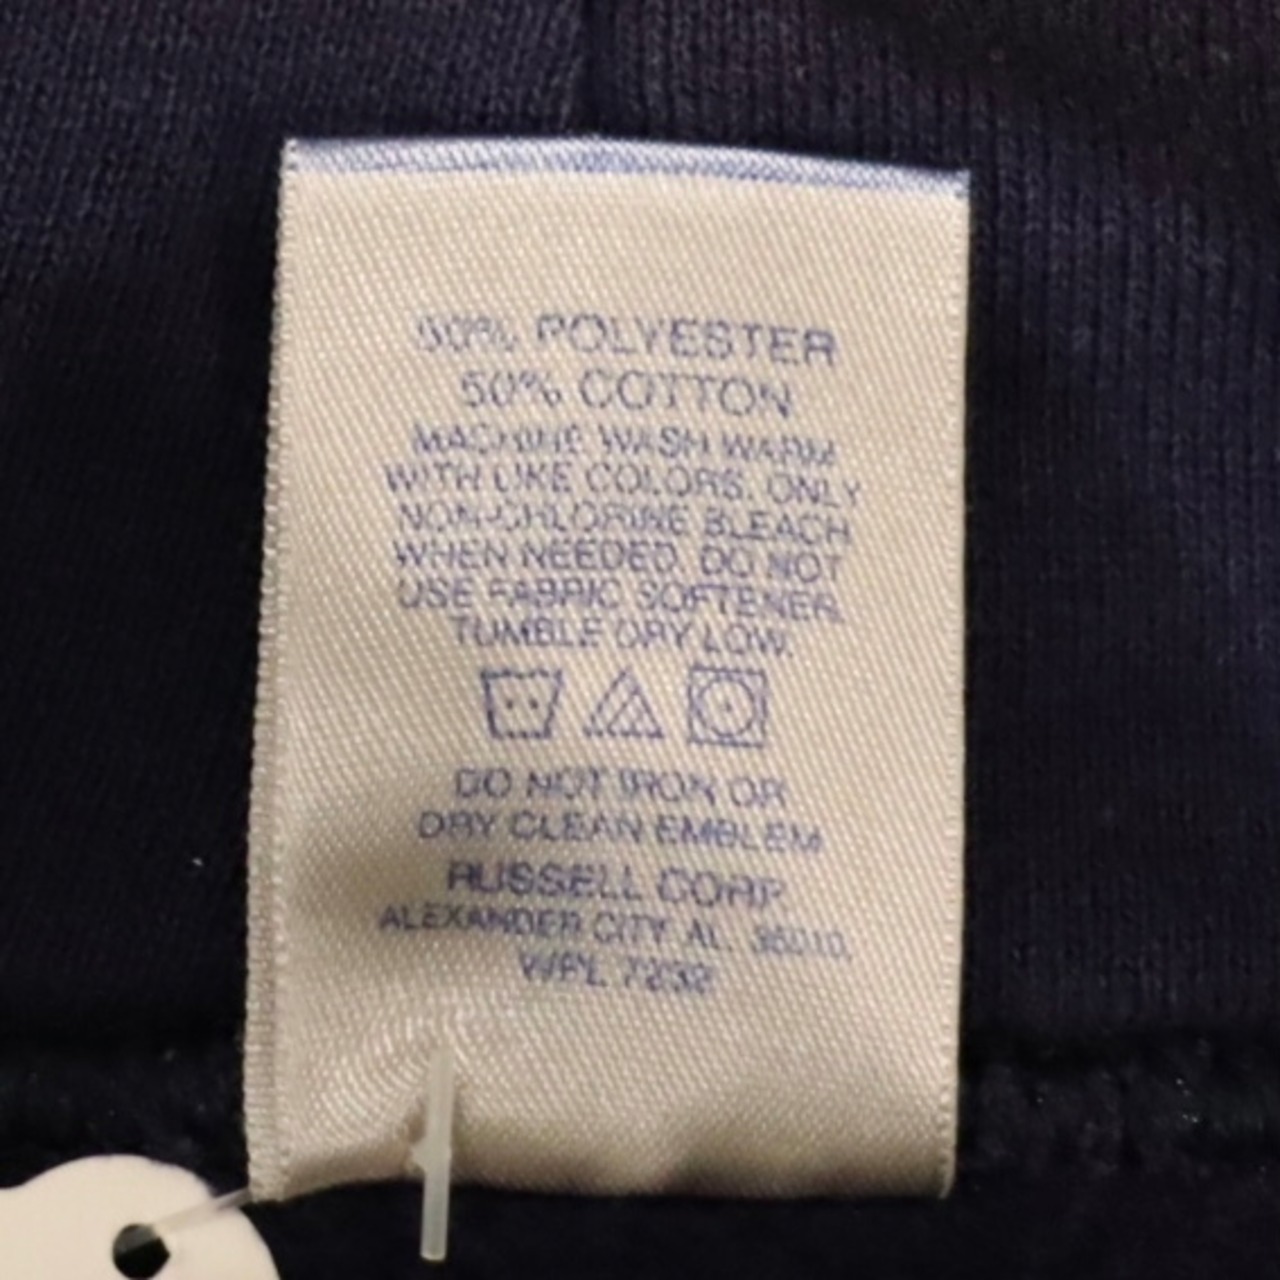 50% POLYESTER
50% COTTON
MACHINE WASH WARM
WITH LIKE COLORS. ONLY
NON-CHLORINE BLEACH
WHEN NEEDED. DO NOT
USE FABRIC SOFTENER.
TUMBLE DRY LOW.
DO NOT IRON OR
DRY CLEAN EMBLEM
RUSSELL CORP.
ALEXANDER CITY AL. 35010.
WPL 7232